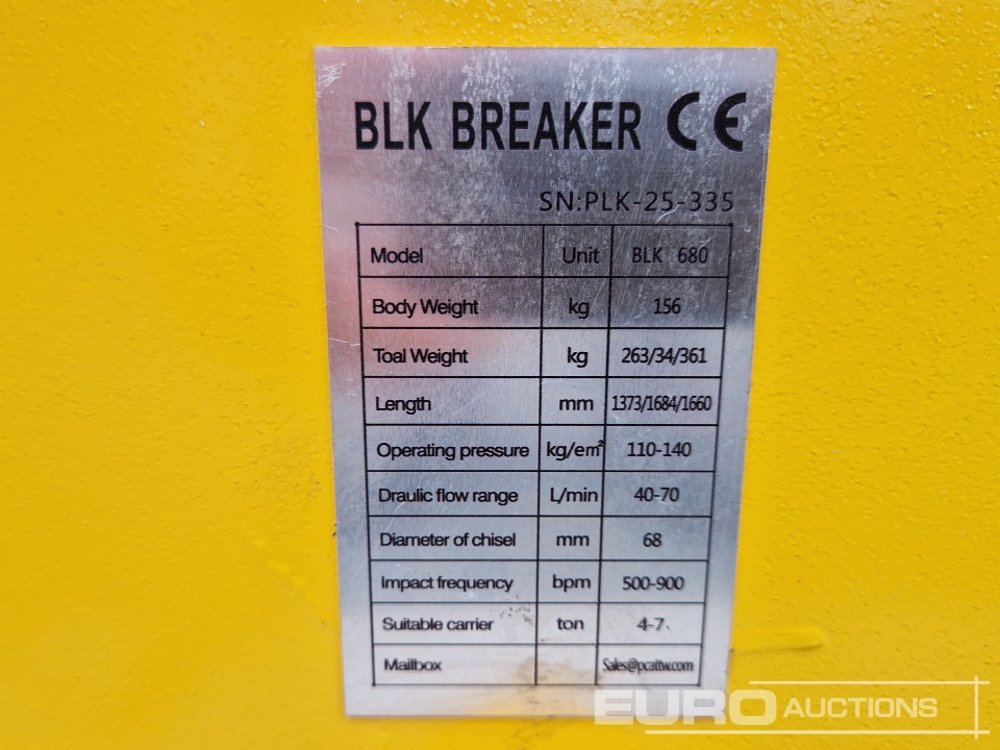 BLK BREAKER CE
SN:PLK-25-335
Model Unit BLK 680
Body Weight kg 156
Toal Weight kg 263/34/361
Length mm 1373/1684/1660
Operating pressure kg/em² 110-140
Draulic flow range L/min 40-70
Diameter of chisel mm 68
Impact frequency bpm 500-900
Suitable carrier ton 4-7
Mailbox Sales@pcattw.com
EURO AUCTIONS